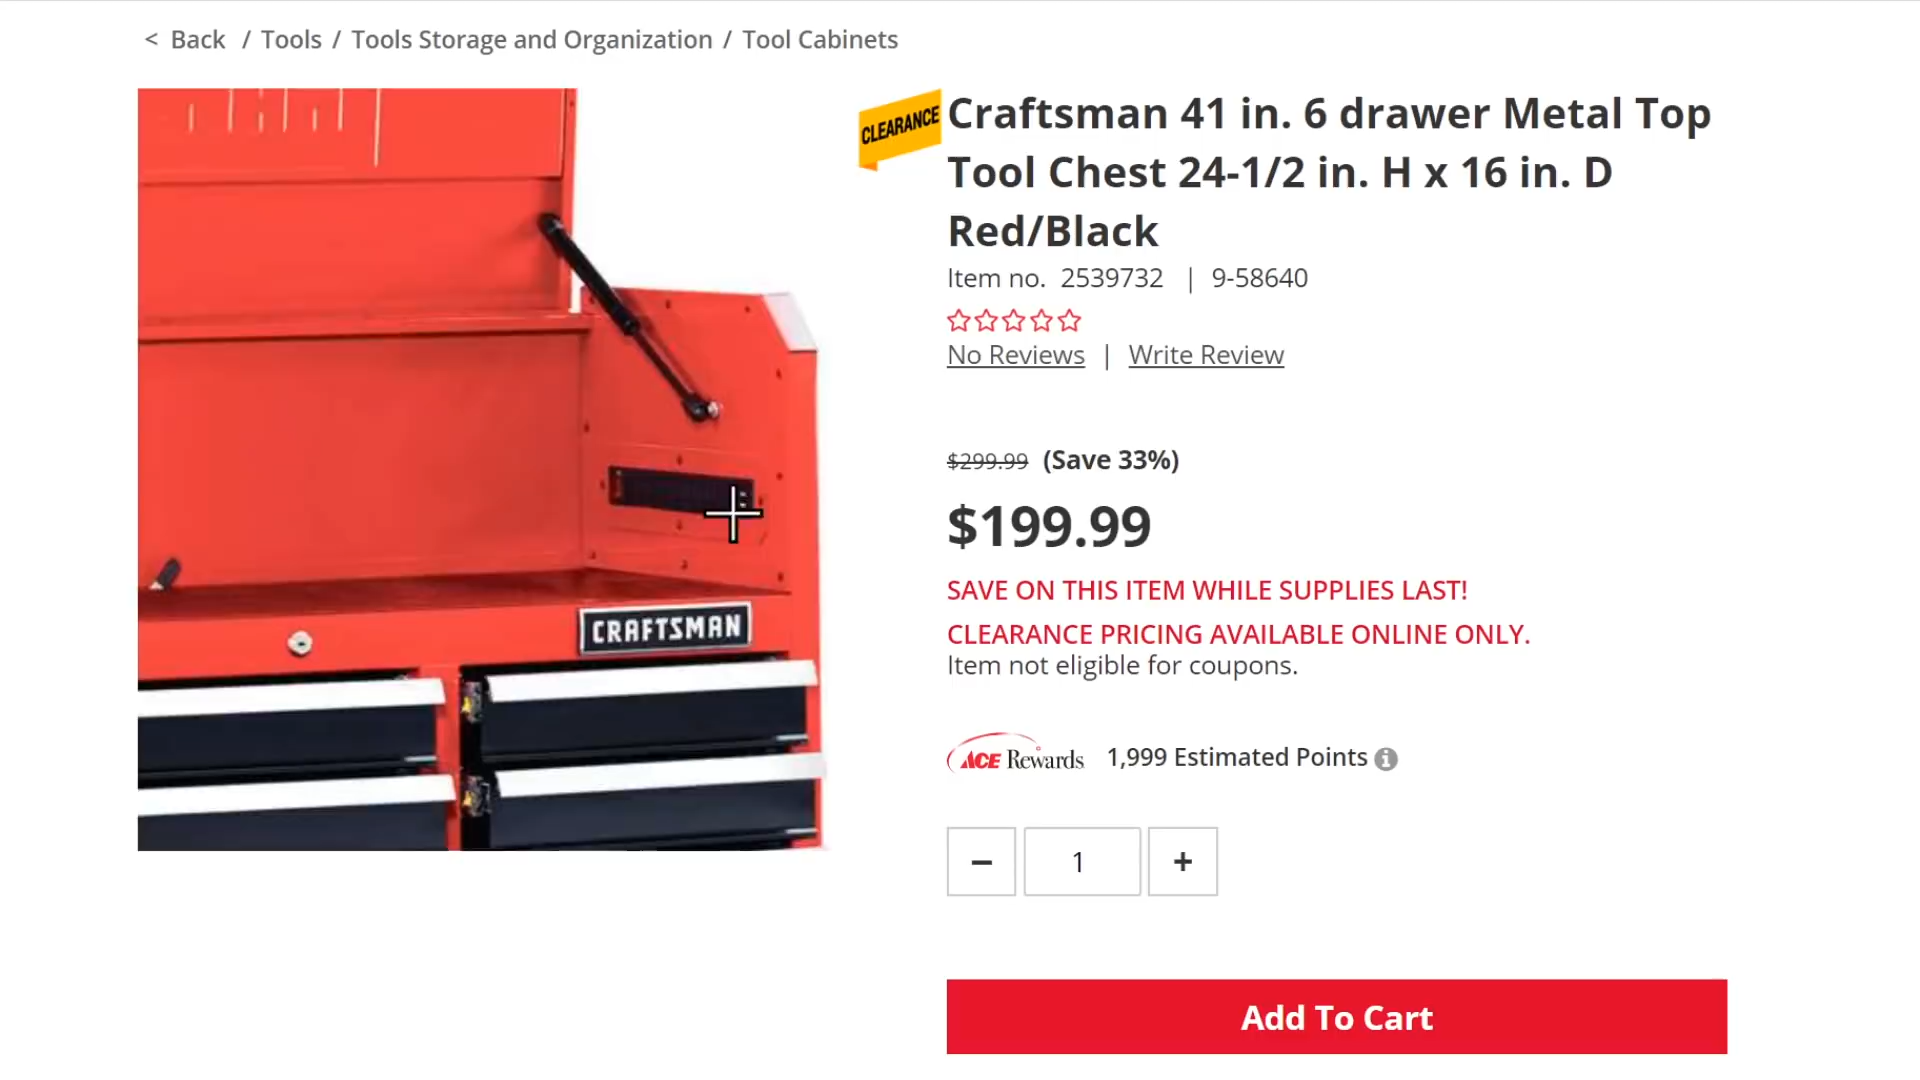 < Back / Tools / Tools Storage and Organization / Tool Cabinets
CLEARANCE
Craftsman 41 in. 6 drawer Metal Top
Tool Chest 24-1/2 in. H x 16 in. D
Red/Black
Item no. 2539732 | 9-58640
No Reviews | Write Review
$299.99 (Save 33%)
$199.99
SAVE ON THIS ITEM WHILE SUPPLIES LAST!
CLEARANCE PRICING AVAILABLE ONLINE ONLY.
Item not eligible for coupons.
ACE Rewards 1,999 Estimated Points i
− 1 +
Add To Cart
CRAFTSMAN